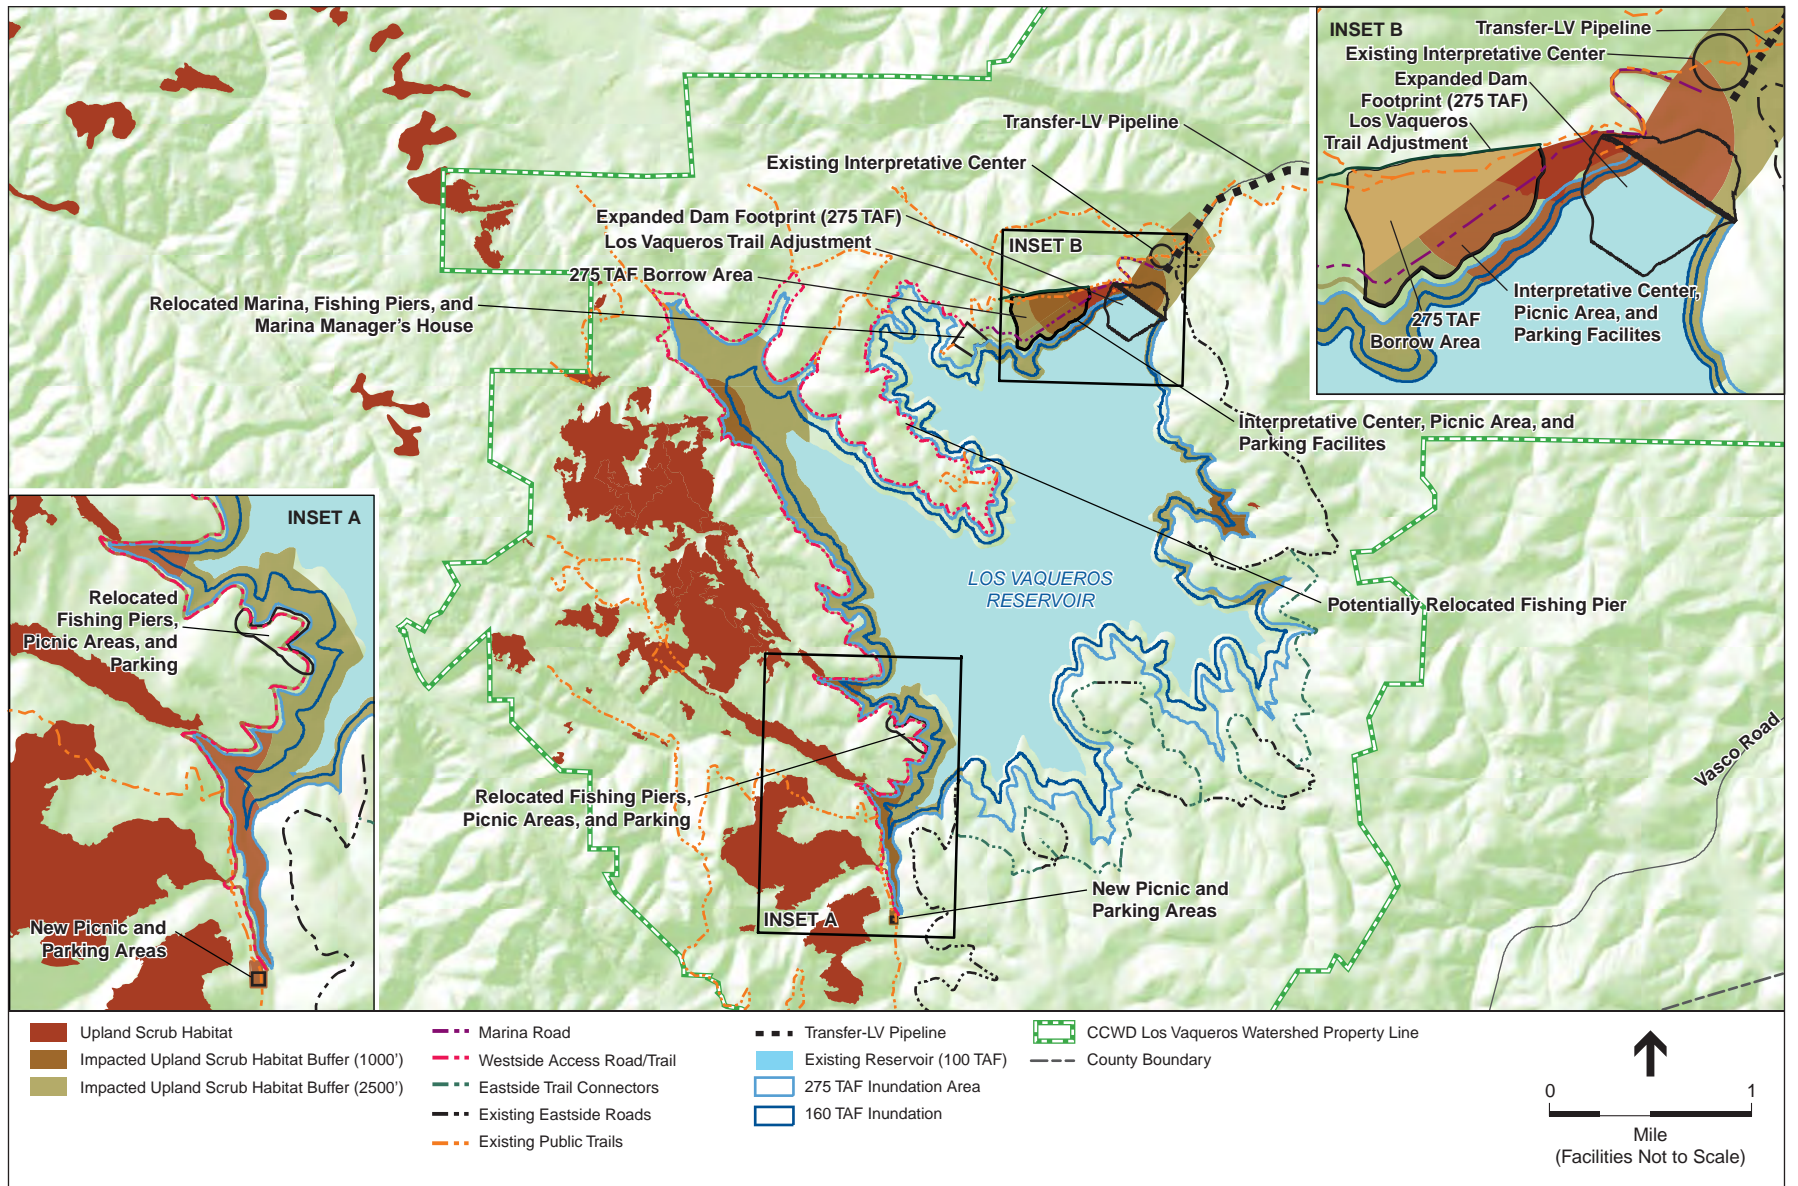 INSET B
Transfer-LV Pipeline
Existing Interpretative Center
Expanded Dam
Footprint (275 TAF)
Los Vaqueros
Trail Adjustment
275 TAF
Borrow Area
Interpretative Center,
Picnic Area, and
Parking Facilites
Transfer-LV Pipeline
Existing Interpretative Center
Expanded Dam Footprint (275 TAF)
Los Vaqueros Trail Adjustment
275 TAF Borrow Area
Relocated Marina, Fishing Piers, and
Marina Manager's House
INSET B
Interpretative Center, Picnic Area, and
Parking Facilites
LOS VAQUEROS
RESERVOIR
Potentially Relocated Fishing Pier
Vasco Road
Relocated Fishing Piers,
Picnic Areas, and Parking
New Picnic and
Parking Areas
INSET A
INSET A
Relocated
Fishing Piers,
Picnic Areas, and
Parking
New Picnic and
Parking Areas
Upland Scrub Habitat
Impacted Upland Scrub Habitat Buffer (1000')
Impacted Upland Scrub Habitat Buffer (2500')
Marina Road
Westside Access Road/Trail
Eastside Trail Connectors
Existing Eastside Roads
Existing Public Trails
Transfer-LV Pipeline
Existing Reservoir (100 TAF)
275 TAF Inundation Area
160 TAF Inundation
CCWD Los Vaqueros Watershed Property Line
County Boundary
0 1
Mile
(Facilities Not to Scale)